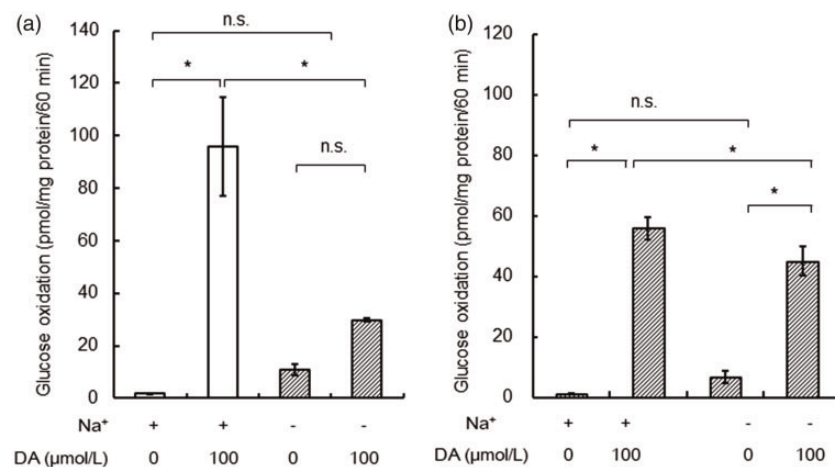 (a)
140
120
100
80
60
40
20
0
Glucose oxidation (pmol/mg protein/60 min)
n.s.
*
*
n.s.
Na⁺ + + - -
DA (µmol/L) 0 100 0 100
(b)
120
100
80
60
40
20
0
Glucose oxidation (pmol/mg protein/60 min)
n.s.
*
*
*
Na⁺ + + - -
DA (µmol/L) 0 100 0 100